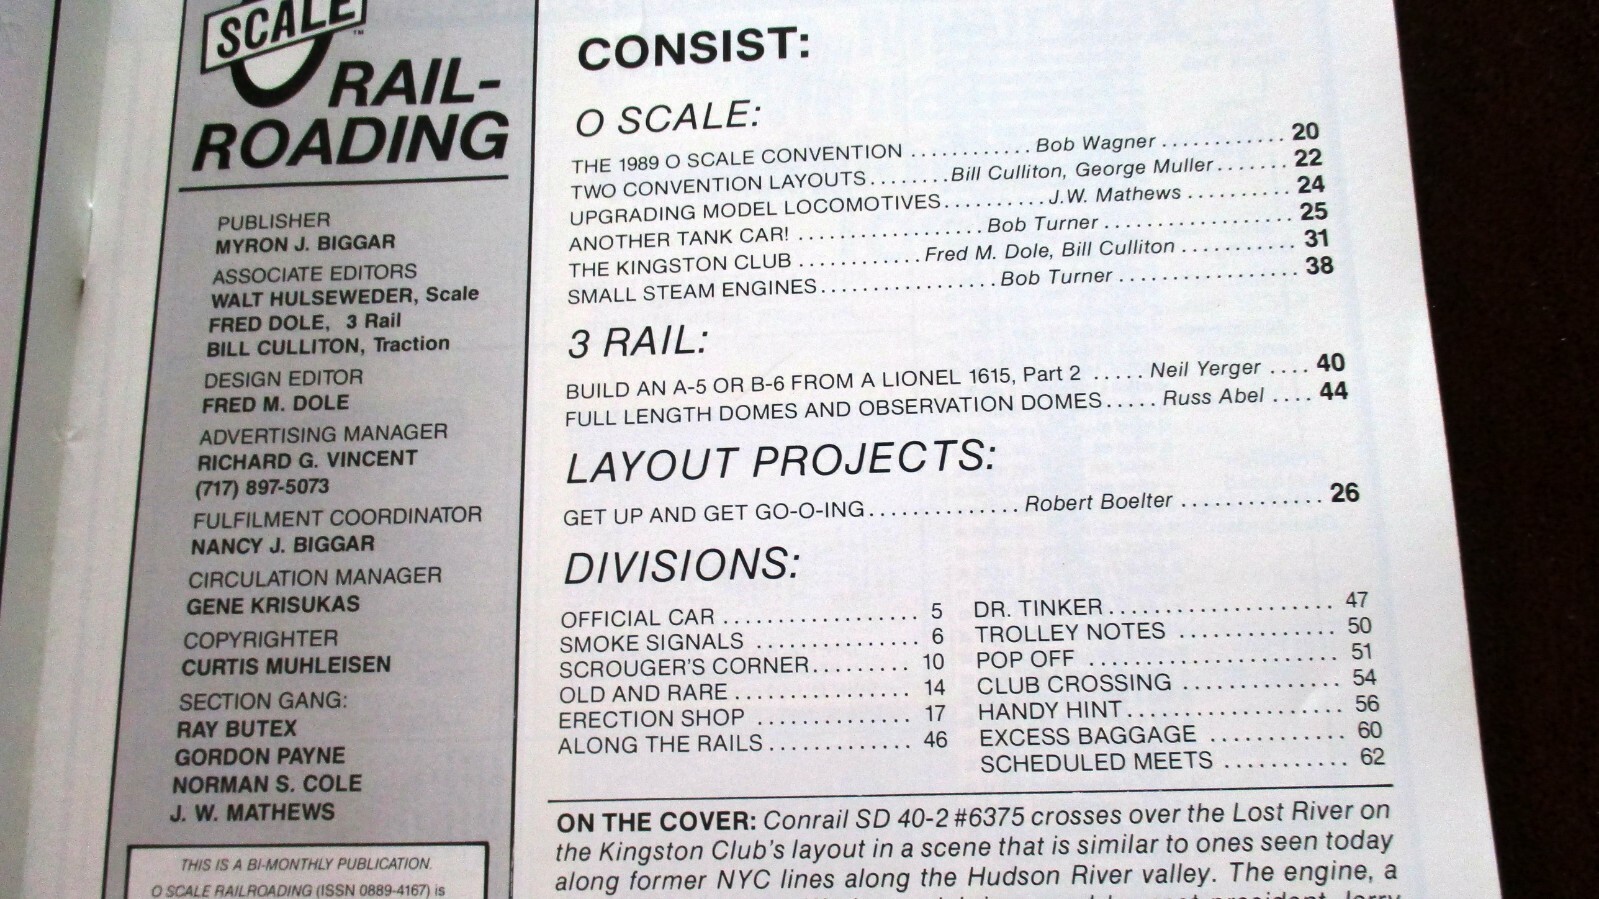 SCALE
RAIL-
ROADING
PUBLISHER
MYRON J. BIGGAR
ASSOCIATE EDITORS
WALT HULSEWEDER, Scale
FRED DOLE, 3 Rail
BILL CULLITON, Traction
DESIGN EDITOR
FRED M. DOLE
ADVERTISING MANAGER
RICHARD G. VINCENT
(717) 897-5073
FULFILMENT COORDINATOR
NANCY J. BIGGAR
CIRCULATION MANAGER
GENE KRISUKAS
COPYRIGHTER
CURTIS MUHLEISEN
SECTION GANG:
RAY BUTEX
GORDON PAYNE
NORMAN S. COLE
J. W. MATHEWS
THIS IS A BI-MONTHLY PUBLICATION.
O SCALE RAILROADING (ISSN 0889-4167) is
CONSIST:
O SCALE:
THE 1989 O SCALE CONVENTION ............ Bob Wagner ............ 20
TWO CONVENTION LAYOUTS........Bill Culliton, George Muller ....... 22
UPGRADING MODEL LOCOMOTIVES..........J.W. Mathews .......... 24
ANOTHER TANK CAR! ................... Bob Turner ................... 25
THE KINGSTON CLUB ............Fred M. Dole, Bill Culliton ........... 31
SMALL STEAM ENGINES.................Bob Turner ................. 38
3 RAIL:
BUILD AN A-5 OR B-6 FROM A LIONEL 1615, Part 2 ..... Neil Yerger .... 40
FULL LENGTH DOMES AND OBSERVATION DOMES..... Russ Abel .... 44
LAYOUT PROJECTS:
GET UP AND GET GO-O-ING.............. Robert Boelter ............. 26
DIVISIONS:
OFFICIAL CAR .................. 5
SMOKE SIGNALS ............... 6
SCROUGER'S CORNER......... 10
OLD AND RARE ................ 14
ERECTION SHOP .............. 17
ALONG THE RAILS............. 46
DR. TINKER.................... 47
TROLLEY NOTES .............. 50
POP OFF ...................... 51
CLUB CROSSING .............. 54
HANDY HINT................... 56
EXCESS BAGGAGE ............ 60
SCHEDULED MEETS ........... 62
ON THE COVER: Conrail SD 40-2 #6375 crosses over the Lost River on
the Kingston Club's layout in a scene that is similar to ones seen today
along former NYC lines along the Hudson River valley. The engine, a
president, Jerry